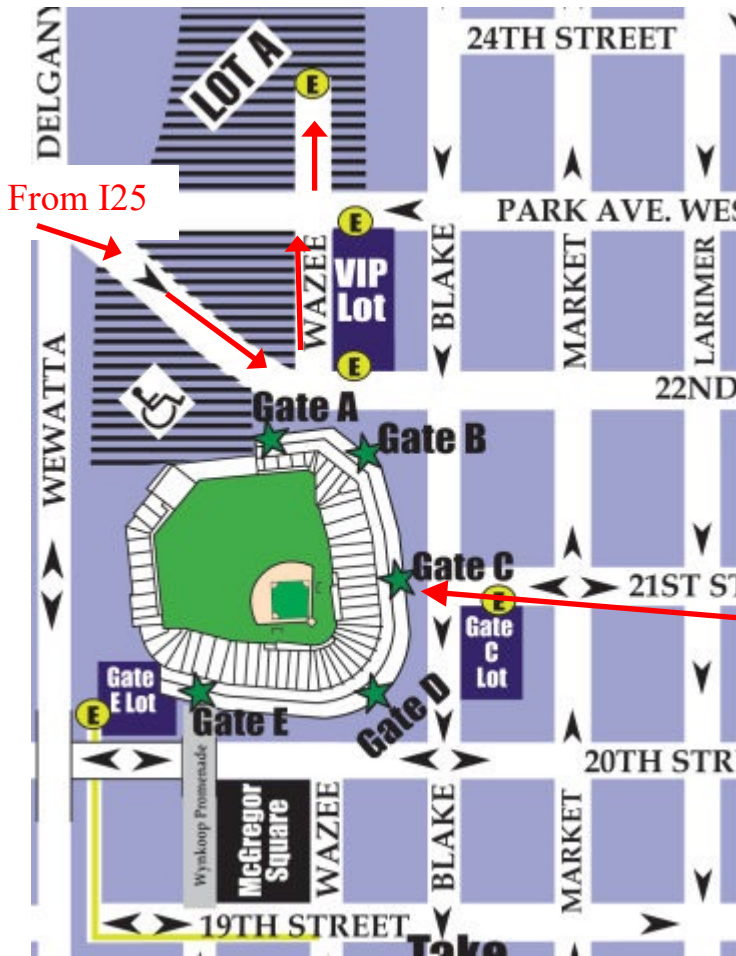 DELGANY
LOT A
E
24TH STREET
From I25
PARK AVE. WES
E
WAZEE
VIP
Lot
BLAKE
MARKET
LARIMER
E
WEWATTA
22ND
Gate A
Gate B
Gate C
21ST ST
E
Gate
C
Lot
Gate
E Lot
E
Gate E
Gate D
20TH STR
Wynkoop Promenade
McGregor
Square
WAZEE
BLAKE
MARKET
19TH STREET
Take